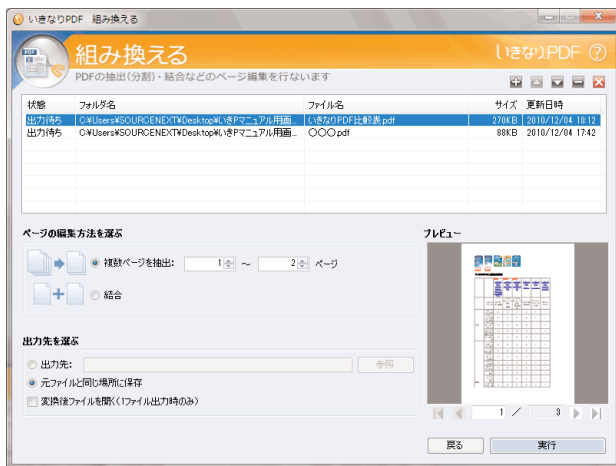 いきなりPDF 組み換える
PDF
組み換える
いきなりPDF ?
PDFの抽出(分割)・結合などのページ編集を行ないます
状態 フォルダ名 ファイル名 サイズ 更新日時
出力待ち C:¥Users¥SOURCENEXT¥Desktop¥いきPマニュアル用画... いきなりPDF比較表.pdf 270KB 2010/12/04 18:12
出力待ち C:¥Users¥SOURCENEXT¥Desktop¥いきPマニュアル用画... 〇〇〇.pdf 88KB 2010/12/04 17:42
ページの編集方法を選ぶ
プレビュー
複数ページを抽出: 1 ～ 2 ページ
結合
出力先を選ぶ
出力先: 参照
元ファイルと同じ場所に保存
変換後ファイルを開く(1ファイル出力時のみ)
1 / 3
戻る 実行